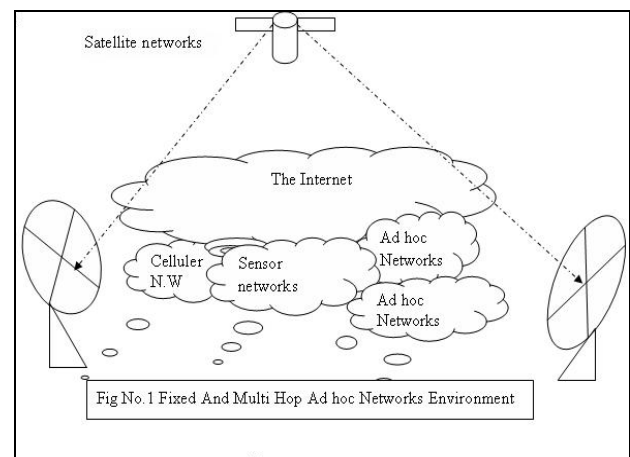 Satellite networks
The Internet
Ad hoc
Networks
Celluler
N.W
Sensor
networks
Ad hoc
Networks
Fig No.1 Fixed And Multi Hop Ad hoc Networks Environment